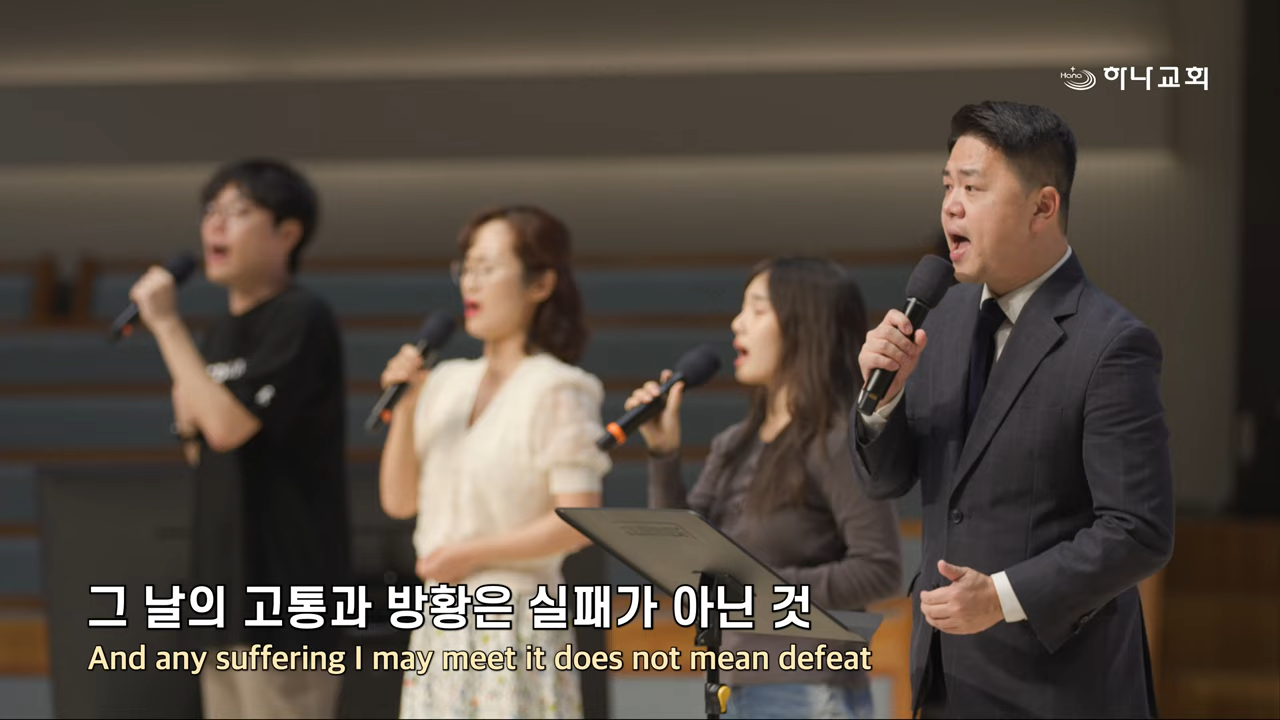 Hana 하나교회
그 날의 고통과 방황은 실패가 아닌 것
And any suffering I may meet it does not mean defeat